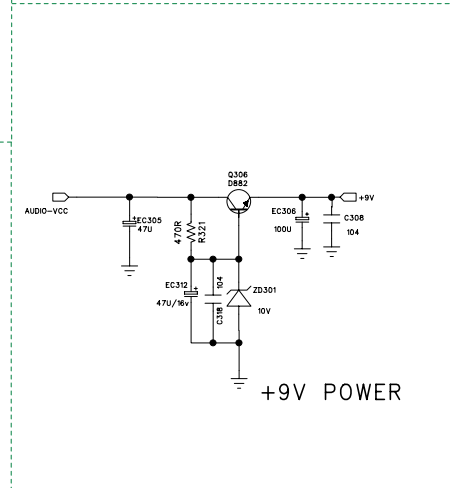 Q306
D882
AUDIO-VCC
+
EC305
47U
470R
R321
EC306
+
100U
+9V
C308
104
EC312
+
47U/16v
104
C318
ZD301
10V
+9V POWER